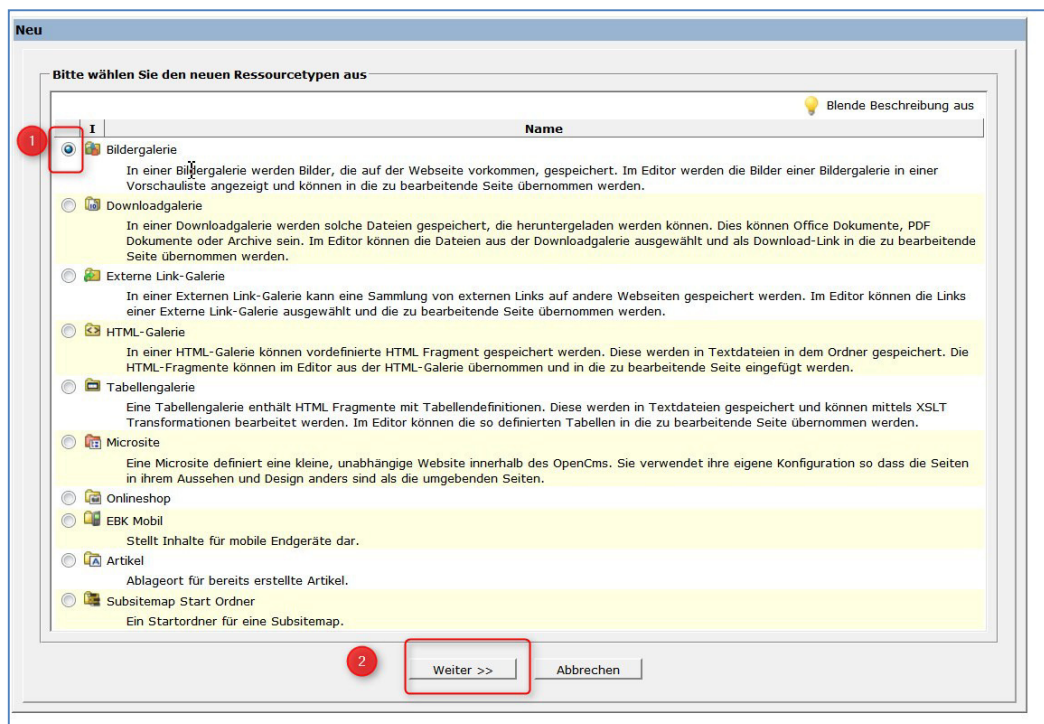 Neu
Bitte wählen Sie den neuen Ressourcetypen aus
Blende Beschreibung aus
I Name
1
Bildergalerie
In einer Bildergalerie werden Bilder, die auf der Webseite vorkommen, gespeichert. Im Editor werden die Bilder einer Bildergalerie in einer
Vorschauliste angezeigt und können in die zu bearbeitende Seite übernommen werden.
Downloadgalerie
In einer Downloadgalerie werden solche Dateien gespeichert, die heruntergeladen werden können. Dies können Office Dokumente, PDF
Dokumente oder Archive sein. Im Editor können die Dateien aus der Downloadgalerie ausgewählt und als Download-Link in die zu bearbeitende
Seite übernommen werden.
Externe Link-Galerie
In einer Externen Link-Galerie kann eine Sammlung von externen Links auf andere Webseiten gespeichert werden. Im Editor können die Links
einer Externe Link-Galerie ausgewählt und die zu bearbeitende Seite übernommen werden.
HTML-Galerie
In einer HTML-Galerie können vordefinierte HTML Fragment gespeichert werden. Diese werden in Textdateien in dem Ordner gespeichert. Die
HTML-Fragmente können im Editor aus der HTML-Galerie übernommen und in die zu bearbeitende Seite eingefügt werden.
Tabellengalerie
Eine Tabellengalerie enthält HTML Fragmente mit Tabellendefinitionen. Diese werden in Textdateien gespeichert und können mittels XSLT
Transformationen bearbeitet werden. Im Editor können die so definierten Tabellen in die zu bearbeitende Seite übernommen werden.
Microsite
Eine Microsite definiert eine kleine, unabhängige Website innerhalb des OpenCms. Sie verwendet ihre eigene Konfiguration so dass die Seiten
in ihrem Aussehen und Design anders sind als die umgebenden Seiten.
Onlineshop
EBK Mobil
Stellt Inhalte für mobile Endgeräte dar.
Artikel
Ablageort für bereits erstellte Artikel.
Subsitemap Start Ordner
Ein Startordner für eine Subsitemap.
2
Weiter >> Abbrechen